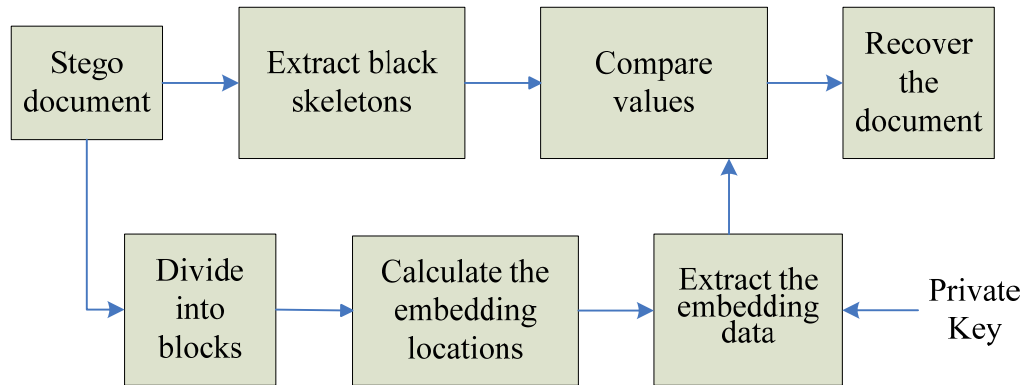 Stego
document
Extract black
skeletons
Compare
values
Recover
the
document
Divide
into
blocks
Calculate the
embedding
locations
Extract the
embedding
data
Private
Key